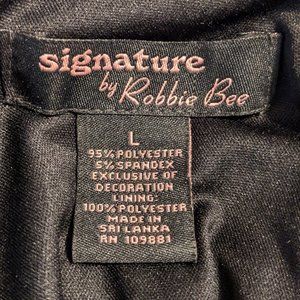 signature
by Robbie Bee
L
95% POLYESTER
5% SPANDEX
EXCLUSIVE OF
DECORATION
LINING:
100% POLYESTER
MADE IN
SRI LANKA
RN 109881